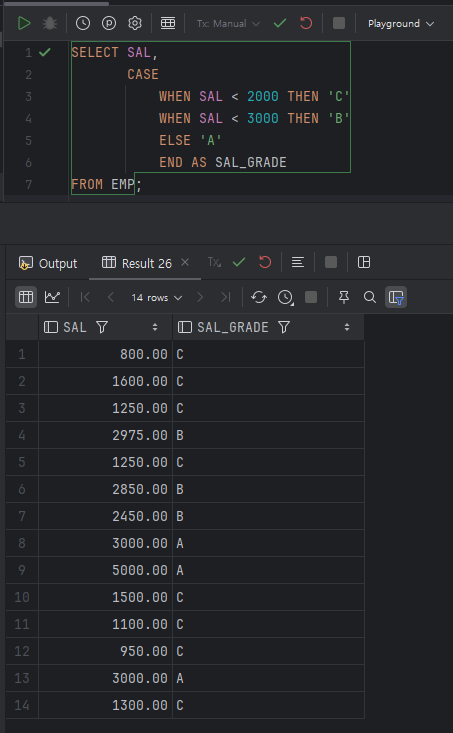 Tx: Manual
Playground
1 SELECT SAL,
2 CASE
3 WHEN SAL < 2000 THEN 'C'
4 WHEN SAL < 3000 THEN 'B'
5 ELSE 'A'
6 END AS SAL_GRADE
7 FROM EMP;
Output Result 26 Tx
14 rows
SAL SAL_GRADE
1 800.00 C
2 1600.00 C
3 1250.00 C
4 2975.00 B
5 1250.00 C
6 2850.00 B
7 2450.00 B
8 3000.00 A
9 5000.00 A
10 1500.00 C
11 1100.00 C
12 950.00 C
13 3000.00 A
14 1300.00 C